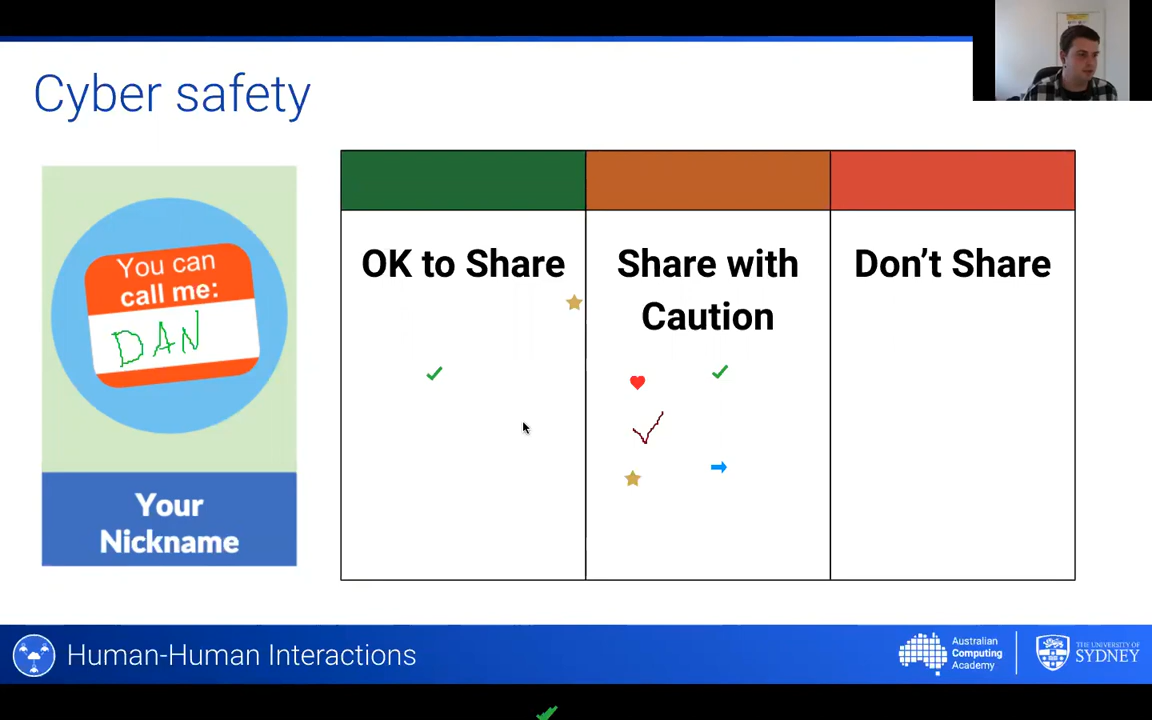 Cyber safety
You can
call me:
DAN
Your
Nickname
OK to Share
Share with
Caution
Don’t Share
Human-Human Interactions
Australian
Computing
Academy
THE UNIVERSITY OF
SYDNEY